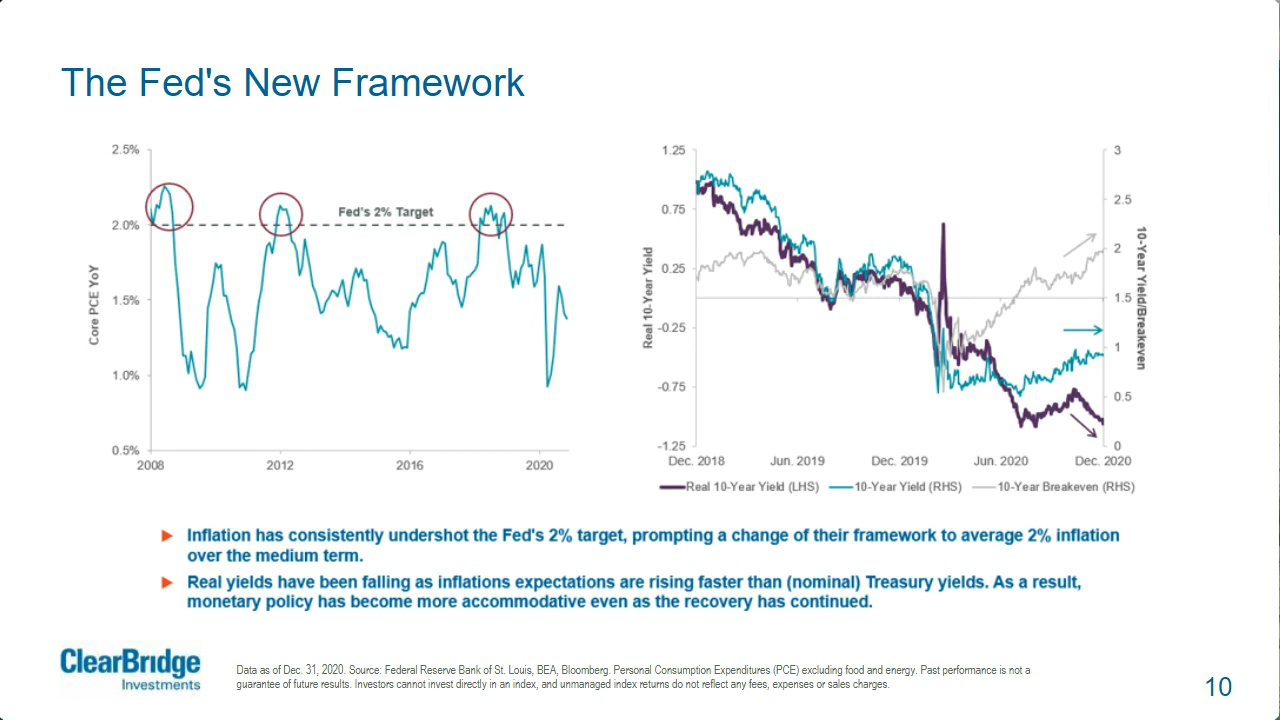 The Fed's New Framework
2.5%
2.0%
1.5%
1.0%
0.5%
Core PCE YoY
Fed's 2% Target
2008
2012
2016
2020
1.25
0.75
0.25
-0.25
-0.75
-1.25
Real 10-Year Yield
3
2.5
2
1.5
1
0.5
0
10-Year Yield/Breakeven
Dec. 2018
Jun. 2019
Dec. 2019
Jun. 2020
Dec. 2020
Real 10-Year Yield (LHS)
10-Year Yield (RHS)
10-Year Breakeven (RHS)
Inflation has consistently undershot the Fed's 2% target, prompting a change of their framework to average 2% inflation
over the medium term.
Real yields have been falling as inflations expectations are rising faster than (nominal) Treasury yields. As a result,
monetary policy has become more accommodative even as the recovery has continued.
ClearBridge
Investments
Data as of Dec. 31, 2020. Source: Federal Reserve Bank of St. Louis, BEA, Bloomberg. Personal Consumption Expenditures (PCE) excluding food and energy. Past performance is not a
guarantee of future results. Investors cannot invest directly in an index, and unmanaged index returns do not reflect any fees, expenses or sales charges.
10